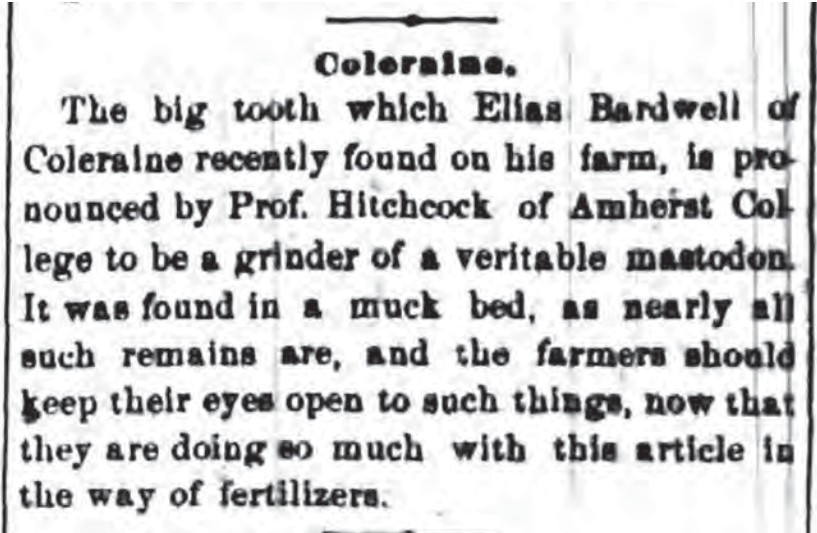 Coleraine.
The big tooth which Elias Bardwell of
Coleraine recently found on his farm, is pro-
nounced by Prof. Hitchcock of Amherst Col-
lege to be a grinder of a veritable mastodon.
It was found in a muck bed, as nearly all
such remains are, and the farmers should
keep their eyes open to such things, now that
they are doing so much with this article in
the way of fertilizers.